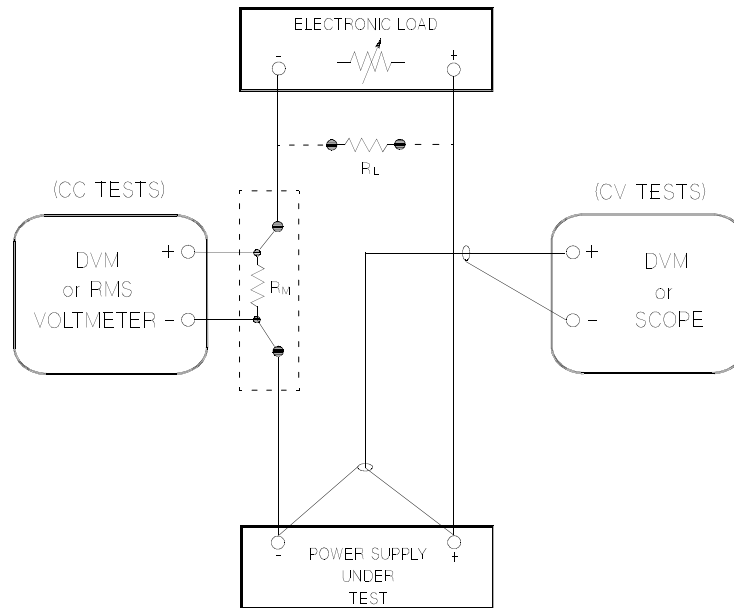 ELECTRONIC LOAD
- +
RL
(CC TESTS)
(CV TESTS)
+
DVM
or RMS
VOLTMETER -
RM
+
DVM
or
SCOPE
-
- +
POWER SUPPLY
UNDER
TEST